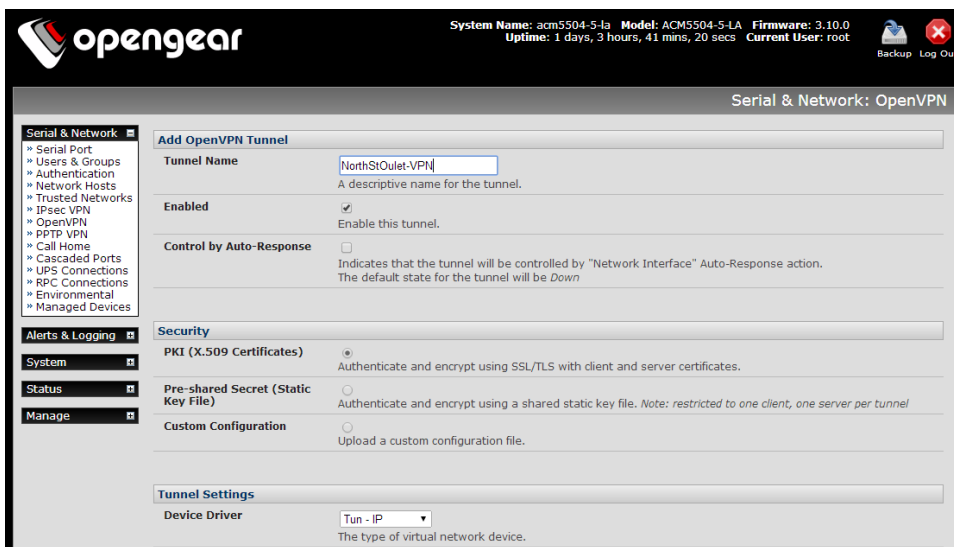 opengear
System Name: acm5504-5-la Model: ACM5504-5-LA Firmware: 3.10.0
Uptime: 1 days, 3 hours, 41 mins, 20 secs Current User: root
Backup Log Ou
Serial & Network: OpenVPN
Serial & Network
» Serial Port
» Users & Groups
» Authentication
» Network Hosts
» Trusted Networks
» IPsec VPN
» OpenVPN
» PPTP VPN
» Call Home
» Cascaded Ports
» UPS Connections
» RPC Connections
» Environmental
» Managed Devices
Alerts & Logging
System
Status
Manage
Add OpenVPN Tunnel
Tunnel Name
NorthStOulet-VPN
A descriptive name for the tunnel.
Enabled
Enable this tunnel.
Control by Auto-Response
Indicates that the tunnel will be controlled by "Network Interface" Auto-Response action.
The default state for the tunnel will be Down
Security
PKI (X.509 Certificates)
Authenticate and encrypt using SSL/TLS with client and server certificates.
Pre-shared Secret (Static
Key File)
Authenticate and encrypt using a shared static key file. Note: restricted to one client, one server per tunnel
Custom Configuration
Upload a custom configuration file.
Tunnel Settings
Device Driver
Tun - IP
The type of virtual network device.